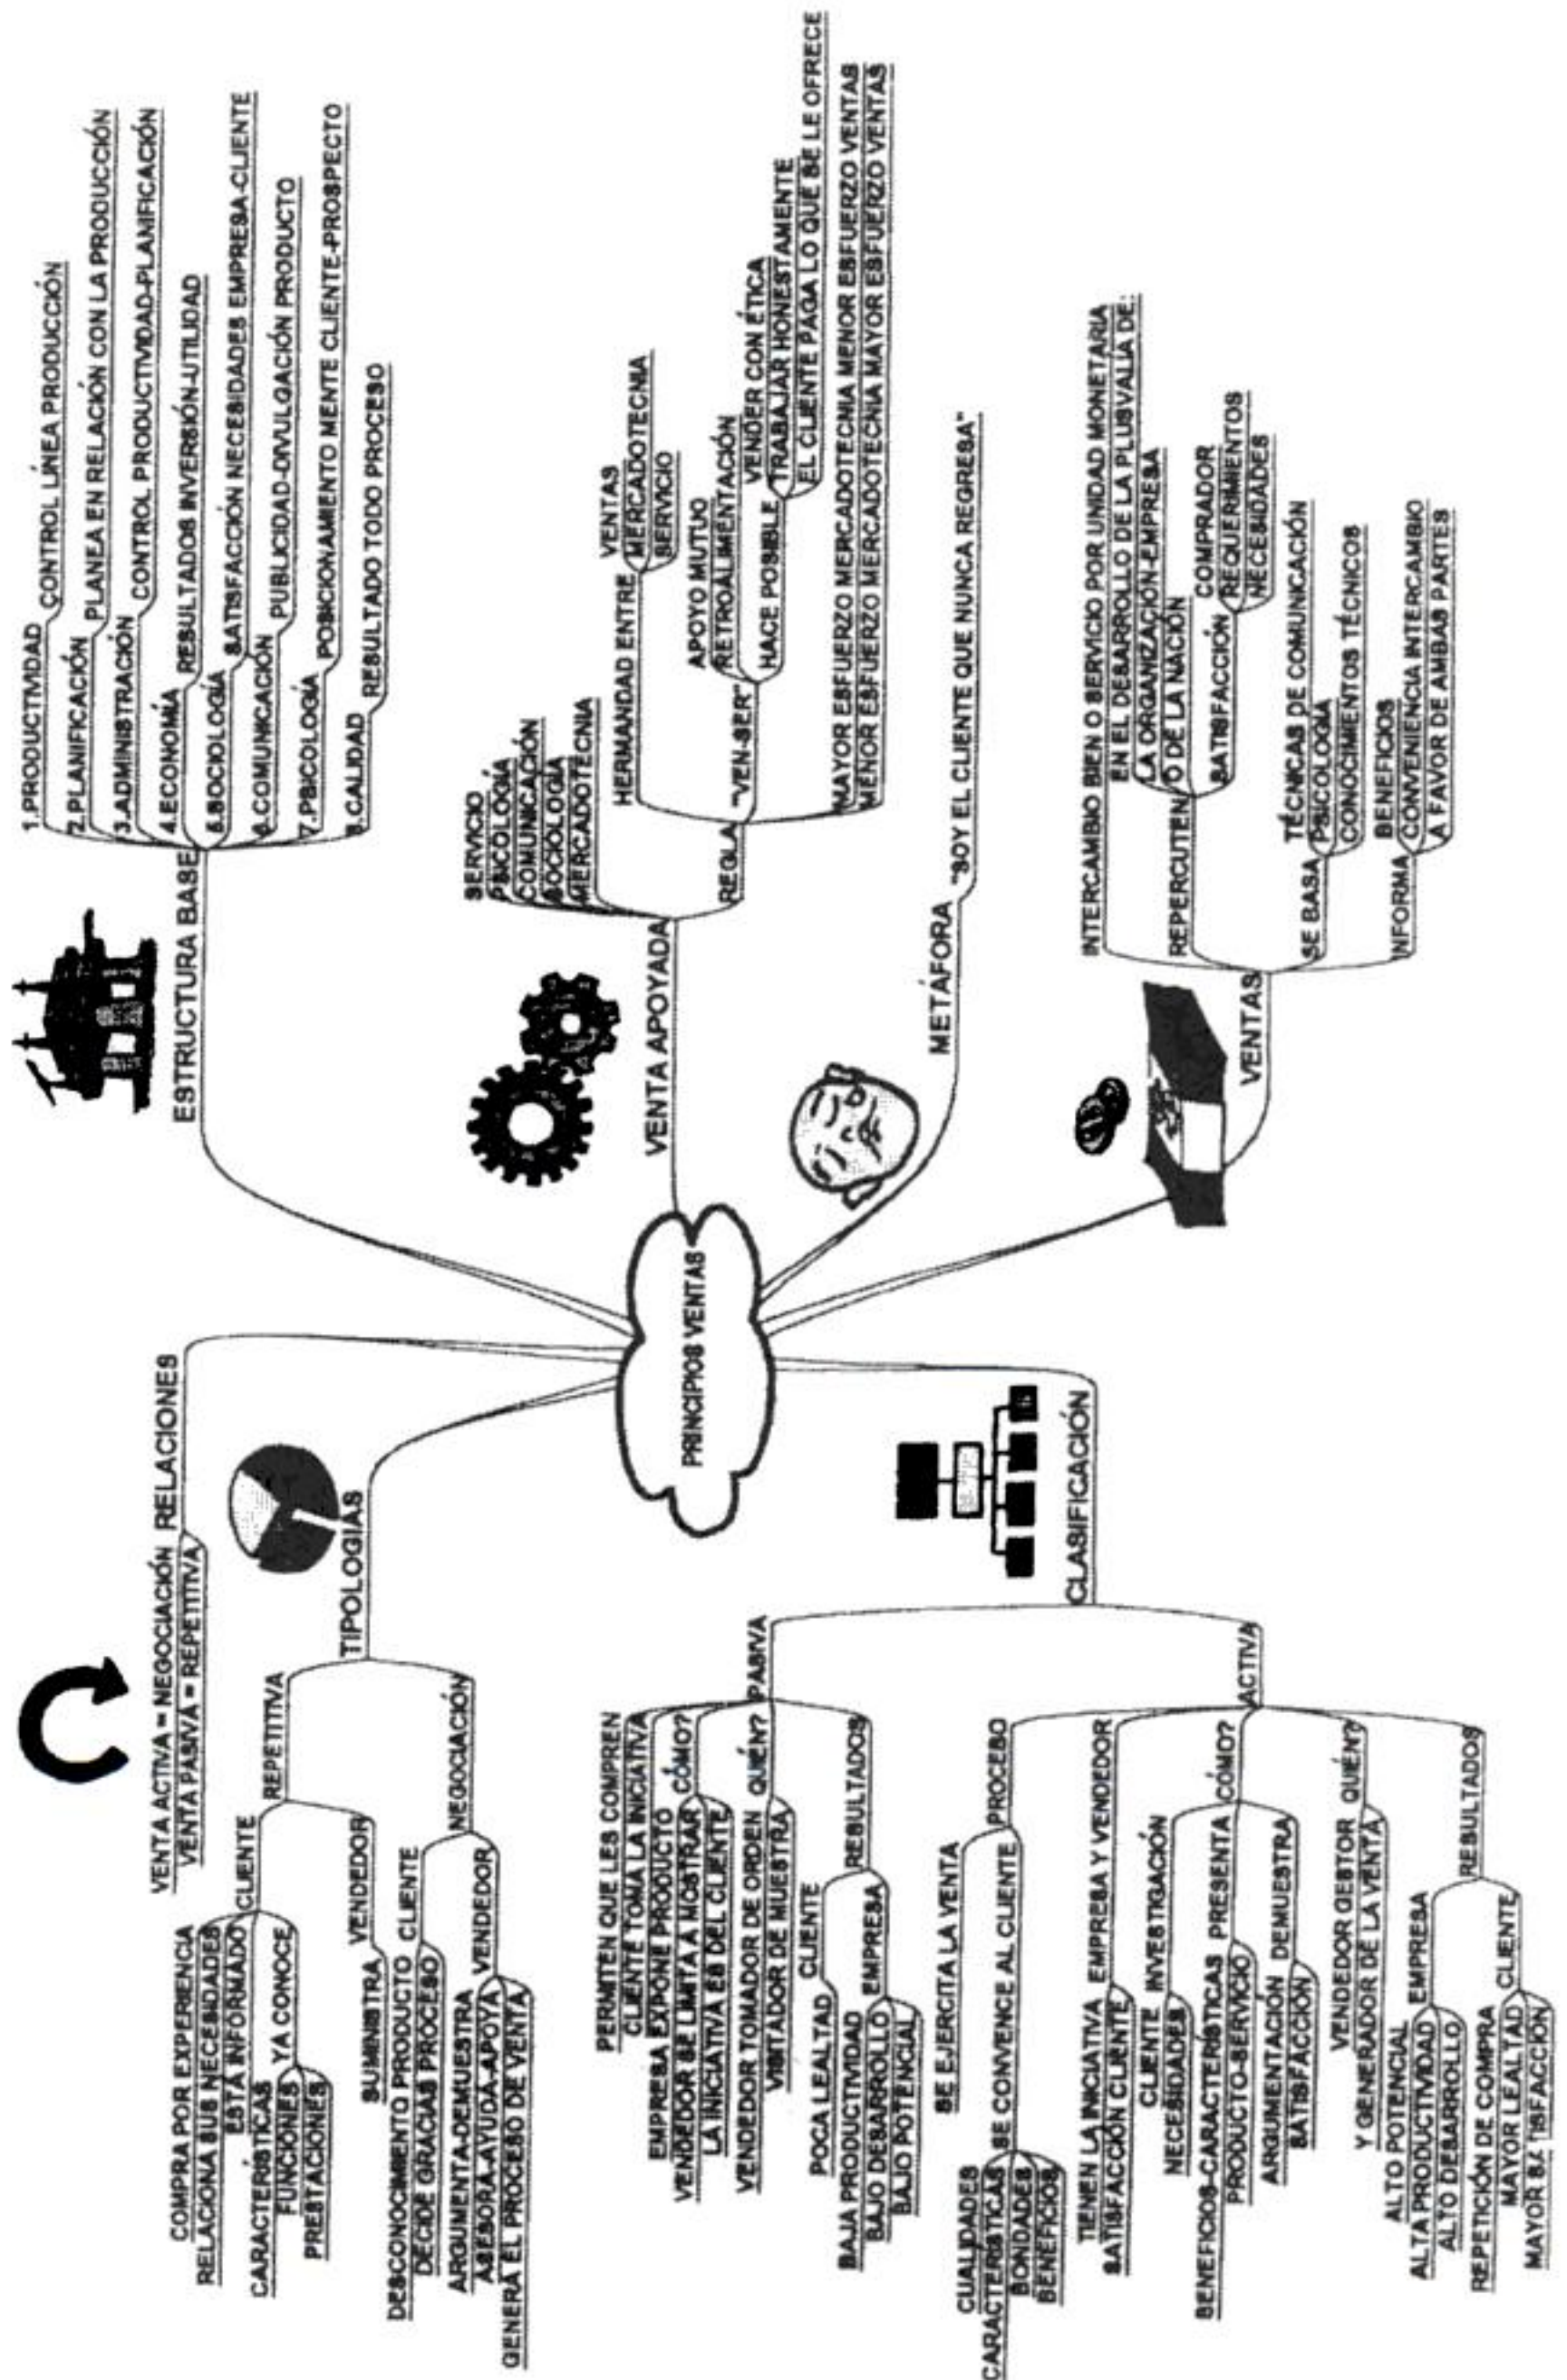 PRINCIPIOS VENTAS
ESTRUCTURA BASE
1.PRODUCTIVIDAD CONTROL LÍNEA PRODUCCIÓN
2.PLANIFICACIÓN PLANEA EN RELACIÓN CON LA PRODUCCIÓN
3.ADMINISTRACIÓN CONTROL PRODUCTIVIDAD-PLANIFICACIÓN
4.ECONOMÍA RESULTADOS INVERSIÓN-UTILIDAD
5.SOCIOLOGÍA SATISFACCIÓN NECESIDADES EMPRESA-CLIENTE
6.COMUNICACIÓN PUBLICIDAD-DIVULGACIÓN PRODUCTO
7.PSICOLOGÍA POSICIONAMIENTO MENTE CLIENTE-PROSPECTO
8.CALIDAD RESULTADO TODO PROCESO
VENTA APOYADA
SERVICIO
PSICOLOGÍA
COMUNICACIÓN
SOCIOLOGÍA
MERCADOTECNIA
REGLA
HERMANDAD ENTRE
VENTAS
MERCADOTECNIA
SERVICIO
"VEN-SER"
APOYO MUTUO
RETROALIMENTACIÓN
HACE POSIBLE
VENDER CON ÉTICA
TRABAJAR HONESTAMENTE
EL CLIENTE PAGA LO QUE SE LE OFRECE
MAYOR ESFUERZO MERCADOTECNIA MENOR ESFUERZO VENTAS
MENOR ESFUERZO MERCADOTECNIA MAYOR ESFUERZO VENTAS
METÁFORA
"SOY EL CLIENTE QUE NUNCA REGRESA"
VENTAS
INTERCAMBIO BIEN O SERVICIO POR UNIDAD MONETARIA
REPERCUTEN
EN EL DESARROLLO DE LA PLUSVALÍA DE:
LA ORGANIZACIÓN-EMPRESA
O DE LA NACIÓN
SATISFACCIÓN
COMPRADOR
REQUERIMIENTOS
NECESIDADES
SE BASA
TÉCNICAS DE COMUNICACIÓN
PSICOLOGÍA
CONOCIMIENTOS TÉCNICOS
INFORMA
BENEFICIOS
CONVENIENCIA INTERCAMBIO
A FAVOR DE AMBAS PARTES
RELACIONES
VENTA ACTIVA = NEGOCIACIÓN
VENTA PASIVA = REPETITIVA
TIPOLOGÍAS
REPETITIVA
CLIENTE
COMPRA POR EXPERIENCIA
RELACIONA SUS NECESIDADES
ESTÁ INFORMADO
YA CONOCE
CARACTERÍSTICAS
FUNCIONES
PRESTACIONES
VENDEDOR
SUMINISTRA
NEGOCIACIÓN
CLIENTE
DESCONOCIMIENTO PRODUCTO
DECIDE GRACIAS PROCESO
VENDEDOR
ARGUMENTA-DEMUESTRA
ASESORA-AYUDA-APOYA
GENERA EL PROCESO DE VENTA
CLASIFICACIÓN
PASIVA
PERMITEN QUE LES COMPREN
CLIENTE TOMA LA INICIATIVA
EMPRESA EXPONE PRODUCTO
CÓMO?
VENDEDOR SE LIMITA A MOSTRAR
LA INICIATIVA ES DEL CLIENTE
QUIÉN?
VENDEDOR TOMADOR DE ORDEN
VISITADOR DE MUESTRA
RESULTADOS
CLIENTE
POCA LEALTAD
EMPRESA
BAJA PRODUCTIVIDAD
BAJO DESARROLLO
BAJO POTENCIAL
ACTIVA
PROCESO
SE EJERCITA LA VENTA
SE CONVENCE AL CLIENTE
CUALIDADES
CARACTERÍSTICAS
BONDADES
BENEFICIOS
EMPRESA Y VENDEDOR
TIENEN LA INICIATIVA
SATISFACCIÓN CLIENTE
CÓMO?
INVESTIGACIÓN
CLIENTE
NECESIDADES
PRESENTA
BENEFICIOS-CARACTERÍSTICAS
PRODUCTO-SERVICIO
DEMUESTRA
ARGUMENTACIÓN
SATISFACCIÓN
QUIÉN?
VENDEDOR GESTOR
Y GENERADOR DE LA VENTA
RESULTADOS
EMPRESA
ALTO POTENCIAL
ALTA PRODUCTIVIDAD
ALTO DESARROLLO
CLIENTE
REPETICIÓN DE COMPRA
MAYOR LEALTAD
MAYOR SATISFACCIÓN